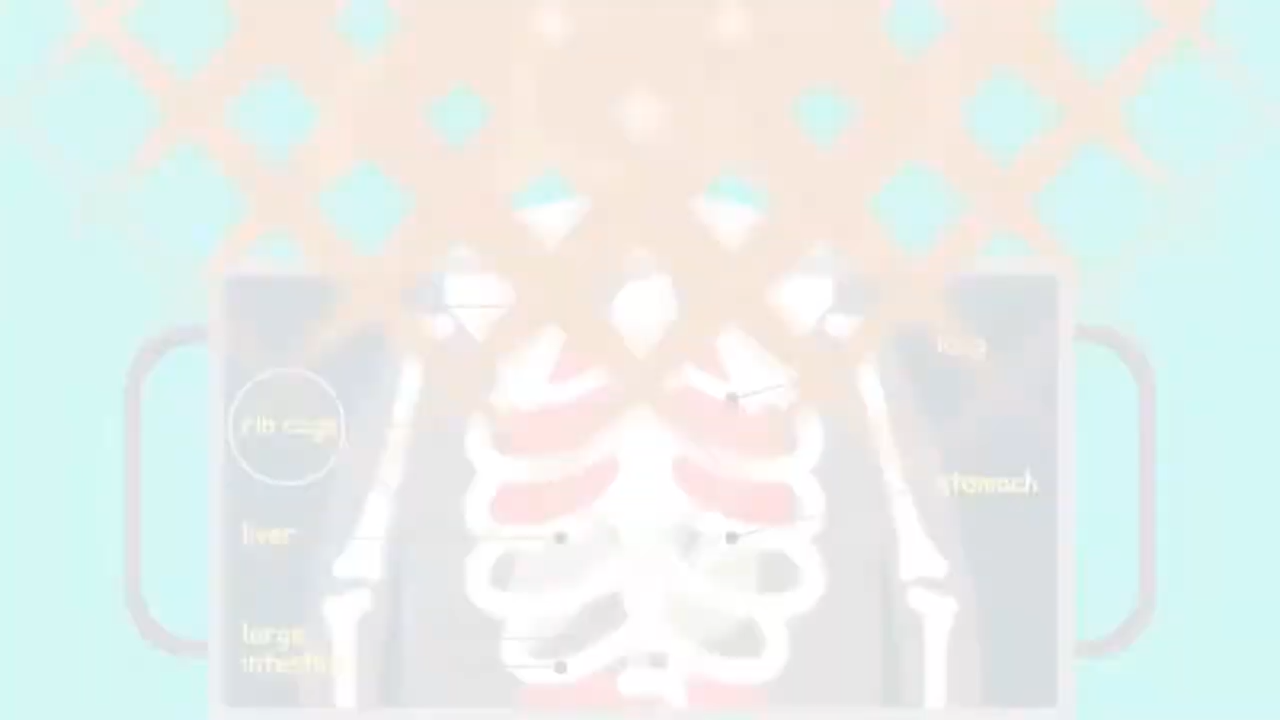 lung
rib cage
stomach
liver
large
intestine